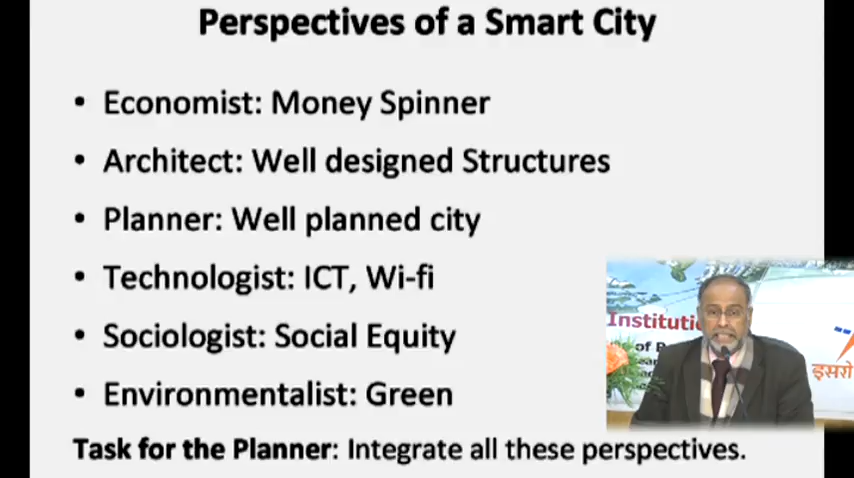 Perspectives of a Smart City
• Economist: Money Spinner
• Architect: Well designed Structures
• Planner: Well planned city
• Technologist: ICT, Wi-fi
• Sociologist: Social Equity
• Environmentalist: Green
Task for the Planner: Integrate all these perspectives.
of
इसरो